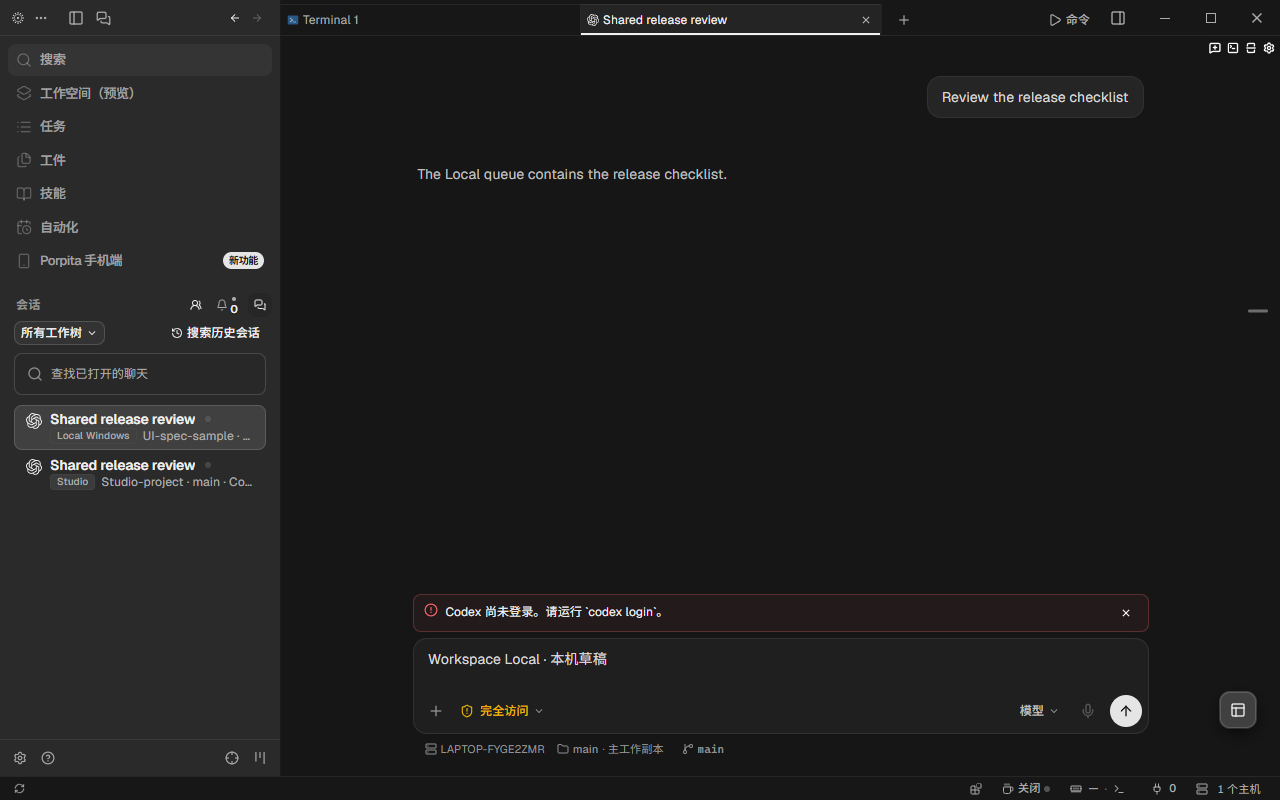 Terminal 1
Shared release review
命令
搜索
工作空间（预览）
任务
工件
技能
自动化
Porpita 手机端
新功能
会话
0
所有工作树
搜索历史会话
查找已打开的聊天
Shared release review
Local Windows
UI-spec-sample · ...
Shared release review
Studio
Studio-project · main · Co...
Review the release checklist
The Local queue contains the release checklist.
Codex 尚未登录。请运行 `codex login`。
Workspace Local · 本机草稿
完全访问
模型
LAPTOP-FYGE2ZMR
main · 主工作副本
main
关闭
— ·
0
1 个主机